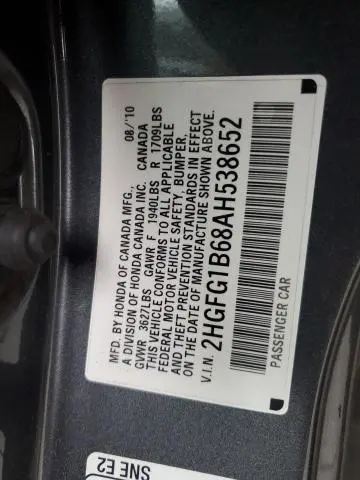 MFD. BY HONDA OF CANADA MFG., 08/'10
A DIVISION OF HONDA CANADA INC. CANADA
GVWR 3627LBS GAWR F 1940LBS R 1709LBS
THIS VEHICLE CONFORMS TO ALL APPLICABLE
FEDERAL MOTOR VEHICLE SAFETY, BUMPER,
AND THEFT PREVENTION STANDARDS IN EFFECT
ON THE DATE OF MANUFACTURE SHOWN ABOVE.
V.I.N. 2HGFG1B68AH538652
PASSENGER CAR
SNE E2